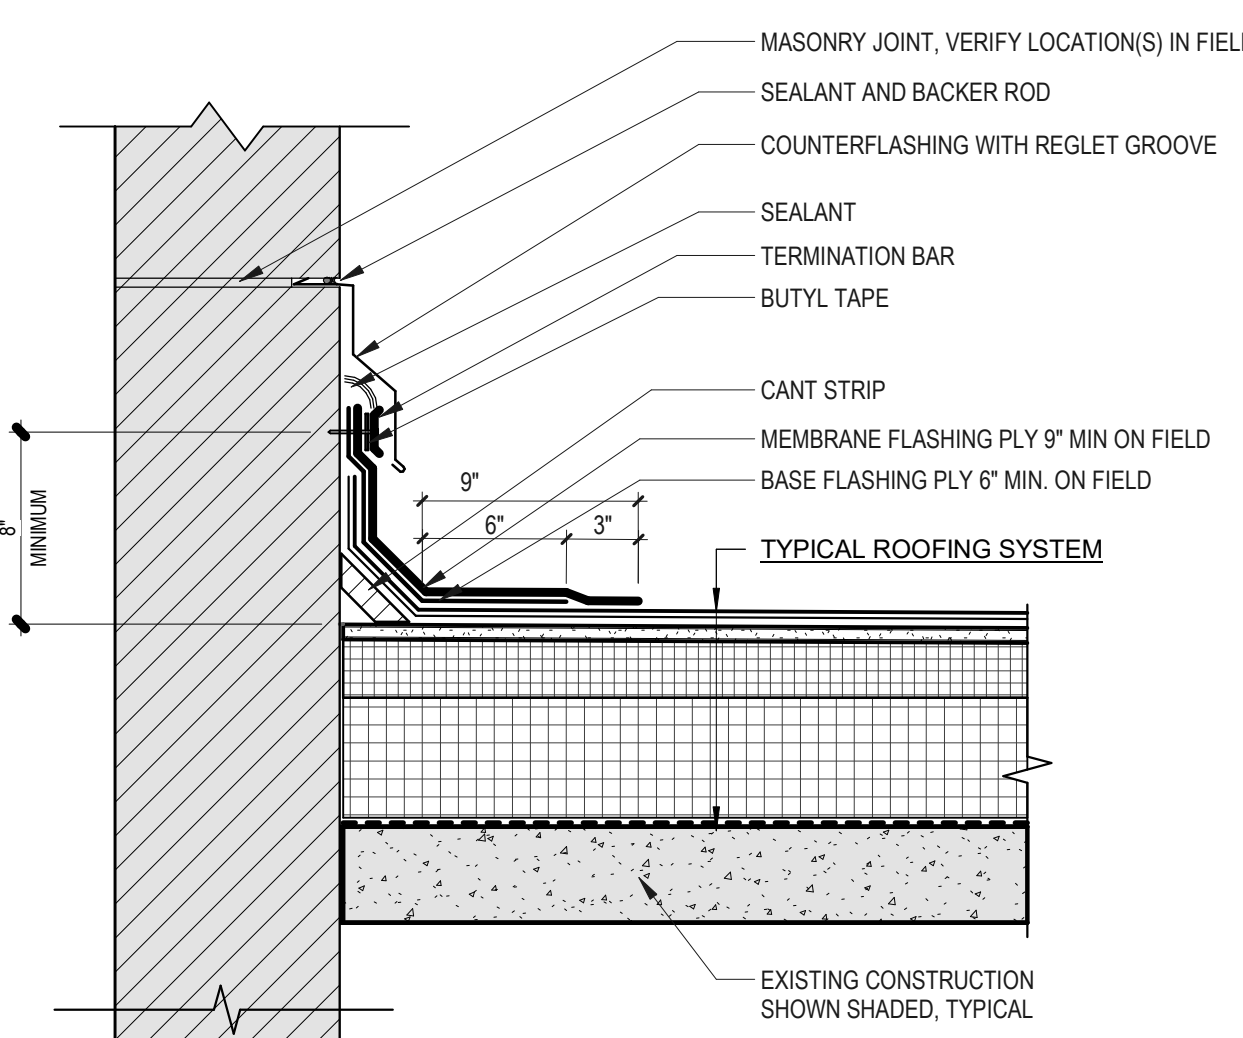 MASONRY JOINT, VERIFY LOCATION(S) IN
SEALANT AND BACKER ROD
COUNTERFLASHING WITH REGLET GROOVE
SEALANT
TERMINATION BAR
BUTYL TAPE
CANT STRIP
MEMBRANE FLASHING PLY 9" MIN ON FIELD
BASE FLASHING PLY 6" MIN. ON FIELD
9"
6"
3"
8"
MINIMUM
TYPICAL ROOFING SYSTEM
EXISTING CONSTRUCTION
SHOWN SHADED, TYPICAL